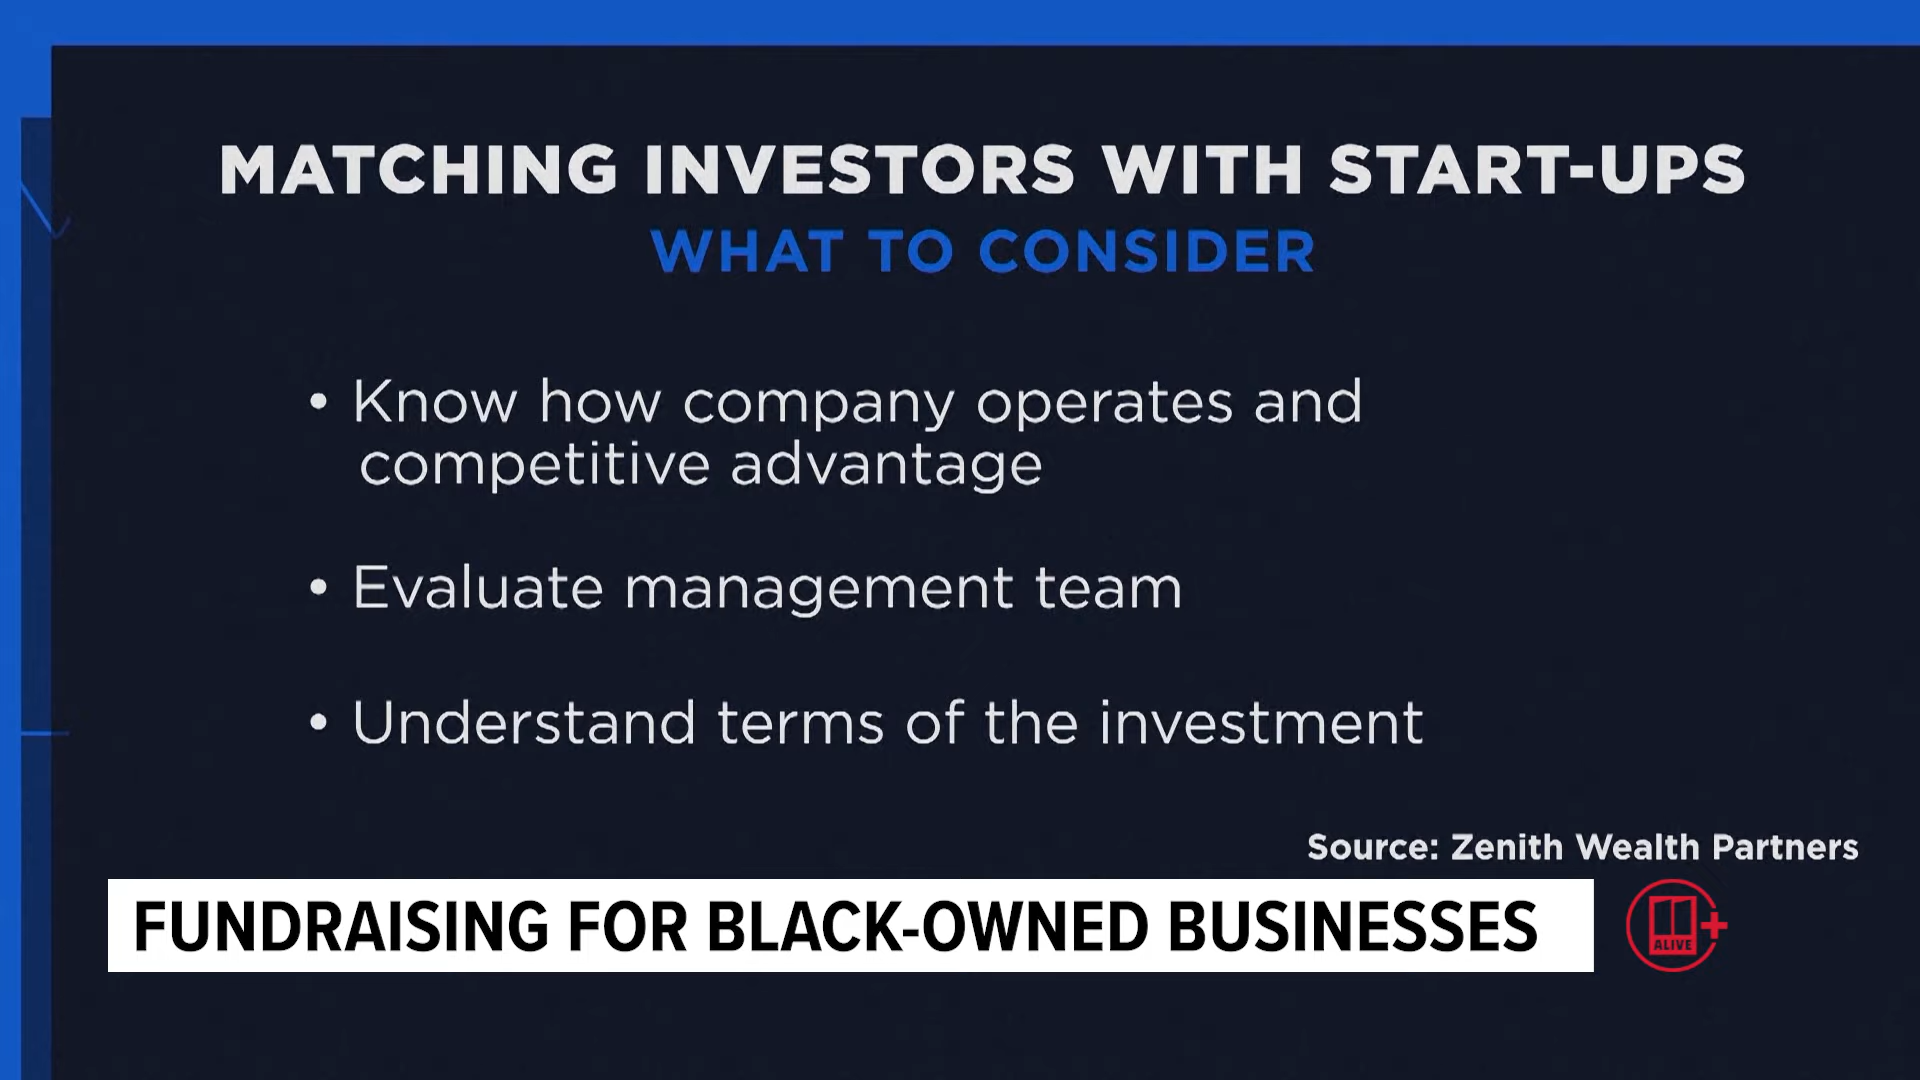 MATCHING INVESTORS WITH START-UPS
WHAT TO CONSIDER
• Know how company operates and
competitive advantage
• Evaluate management team
• Understand terms of the investment
Source: Zenith Wealth Partners
FUNDRAISING FOR BLACK-OWNED BUSINESSES
11
ALIVE
+